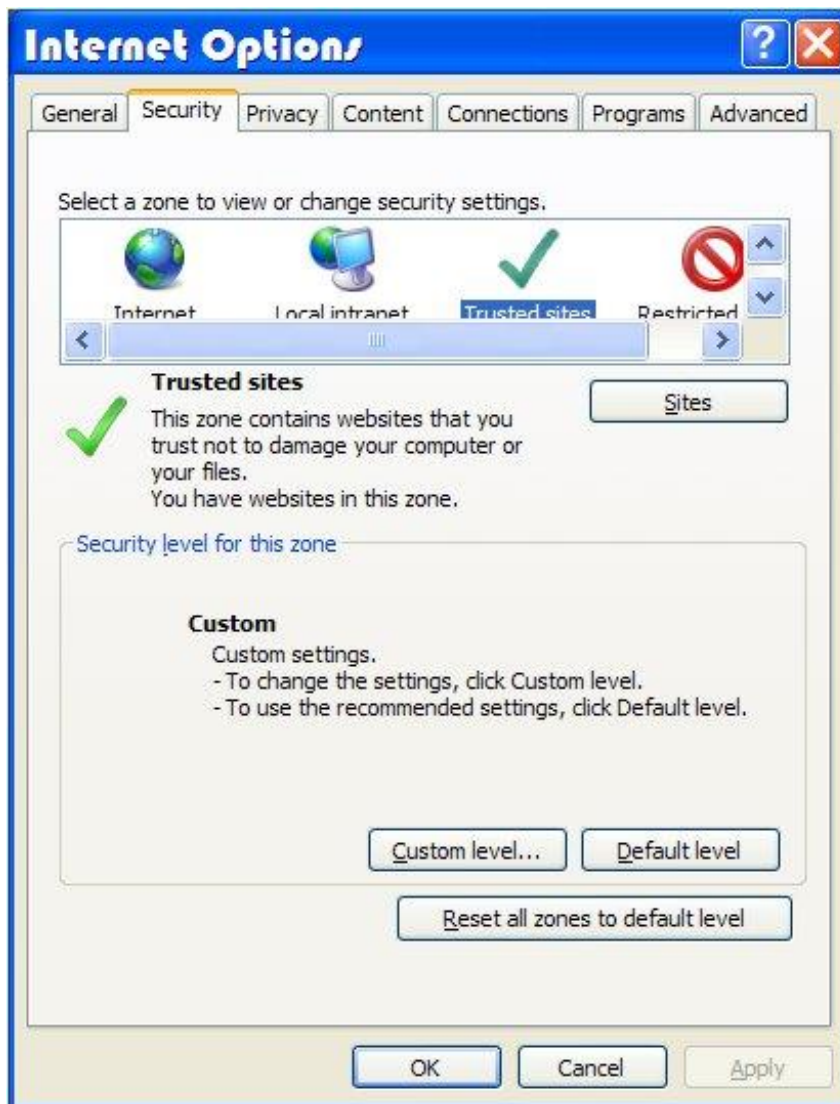 Internet Options
General Security Privacy Content Connections Programs Advanced
Select a zone to view or change security settings.
Internet Local intranet Trusted sites Restricted
Trusted sites
Sites
This zone contains websites that you
trust not to damage your computer or
your files.
You have websites in this zone.
Security level for this zone
Custom
Custom settings.
- To change the settings, click Custom level.
- To use the recommended settings, click Default level.
Custom level... Default level
Reset all zones to default level
OK Cancel Apply